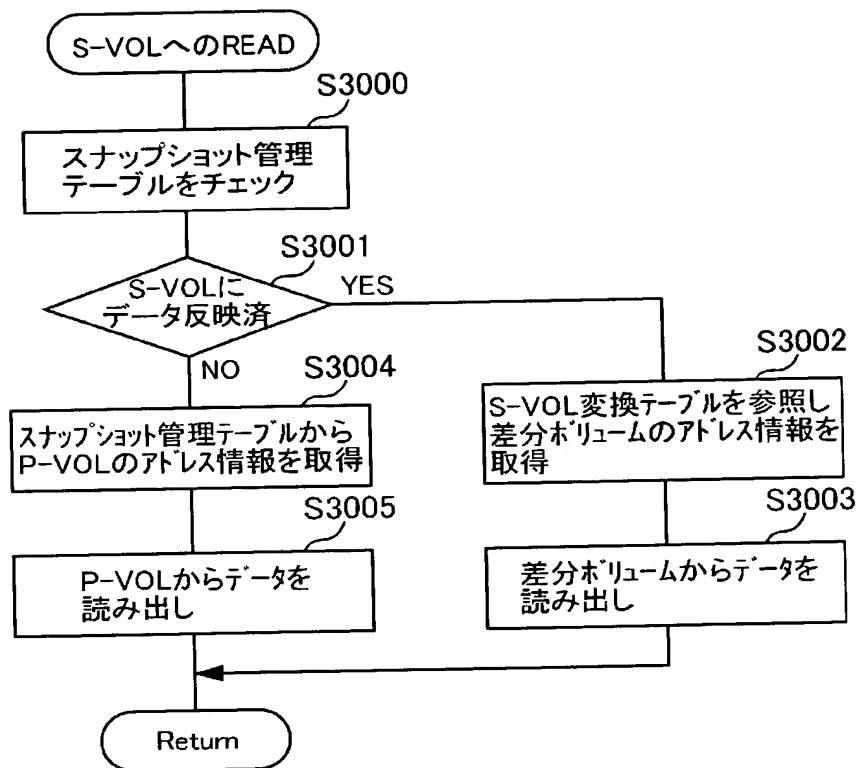 S-VOLへのREAD
S3000
スナップショット管理
テーブルをチェック
S3001
S-VOLに
データ反映済
YES
NO
S3004
スナップショット管理テーブルから
P-VOLのアドレス情報を取得
S3005
P-VOLからデータを
読み出し
S3002
S-VOL変換テーブルを参照し
差分ボリュームのアドレス情報を
取得
S3003
差分ボリュームからデータを
読み出し
Return